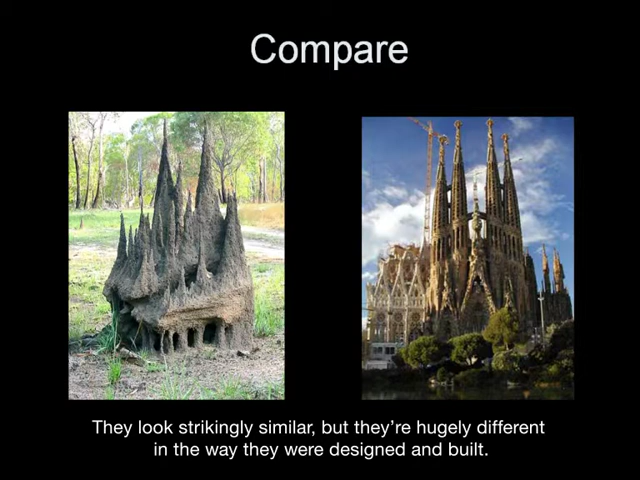 Compare
They look strikingly similar, but they’re hugely different
in the way they were designed and built.